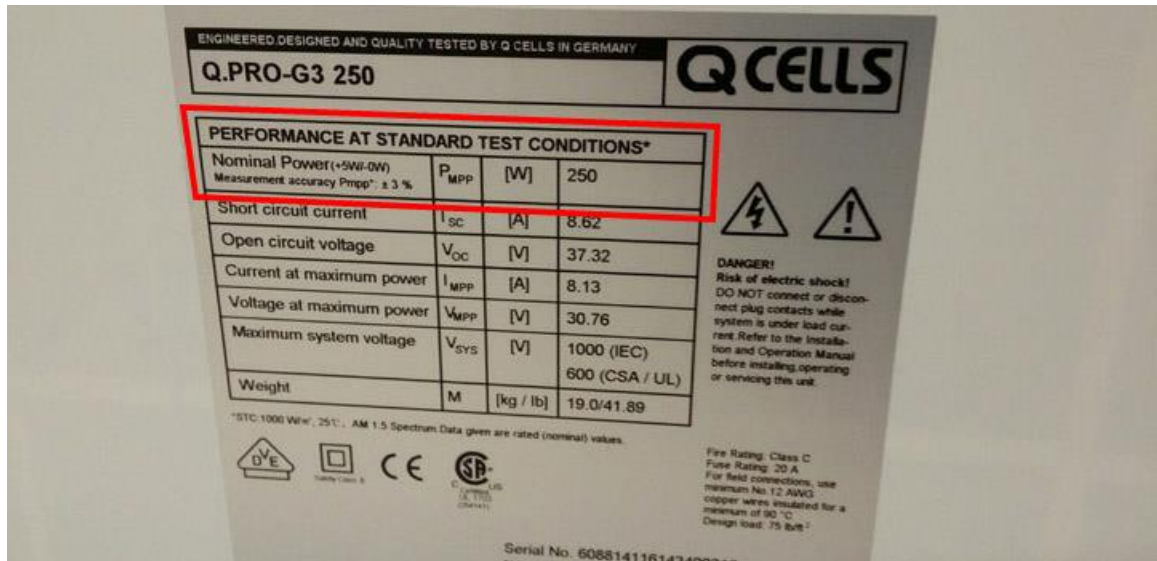 ENGINEERED.DESIGNED AND QUALITY TESTED BY Q CELLS IN GERMANY
Q.PRO-G3 250
Q CELLS
PERFORMANCE AT STANDARD TEST CONDITIONS*
Nominal Power(+5W/-0W) PMPP [W] 250
Measurement accuracy Pmpp*: ± 3 %
Short circuit current ISC [A] 8.62
Open circuit voltage VOC [V] 37.32
Current at maximum power IMPP [A] 8.13
Voltage at maximum power VMPP [V] 30.76
Maximum system voltage VSYS [V] 1000 (IEC)
600 (CSA / UL)
Weight M [kg / lb] 19.0/41.89
*STC:1000 W/m², 25℃, AM 1.5 Spectrum.Data given are rated (nominal) values.
DVE
Safety Class II
CE
SA
C US
Certified
UL 1703
DANGER!
Risk of electric shock!
DO NOT connect or discon-
nect plug contacts while
system is under load cur-
rent.Refer to the Installa-
tion and Operation Manual
before installing,operating
or servicing this unit.
Fire Rating: Class C
Fuse Rating: 20 A
For field connections, use
minimum No.12 AWG
copper wires insulated for a
minimum of 90 °C
Design load: 75 lb/ft²
Serial No.